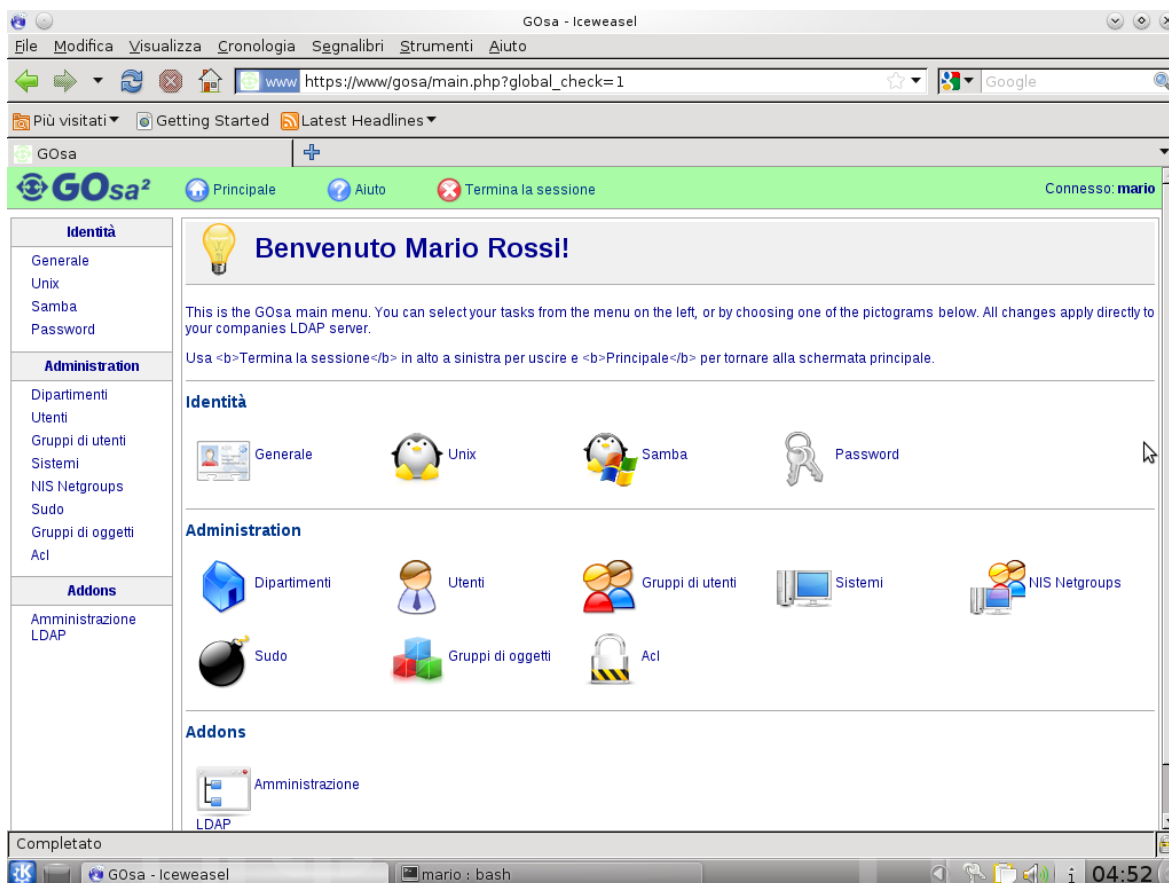 GOsa - Iceweasel
File Modifica Visualizza Cronologia Segnalibri Strumenti Aiuto
www https://www/gosa/main.php?global_check=1 Google
Più visitati Getting Started Latest Headlines
GOsa
GOsa² Principale Aiuto Termina la sessione Connesso: mario
Identità
Generale
Unix
Samba
Password
Administration
Dipartimenti
Utenti
Gruppi di utenti
Sistemi
NIS Netgroups
Sudo
Gruppi di oggetti
Acl
Addons
Amministrazione
LDAP
Benvenuto Mario Rossi!
This is the GOsa main menu. You can select your tasks from the menu on the left, or by choosing one of the pictograms below. All changes apply directly to
your companies LDAP server.
Usa <b>Termina la sessione</b> in alto a sinistra per uscire e <b>Principale</b> per tornare alla schermata principale.
Identità
Generale Unix Samba Password
Administration
Dipartimenti Utenti Gruppi di utenti Sistemi NIS Netgroups
Sudo Gruppi di oggetti Acl
Addons
Amministrazione
LDAP
Completato
GOsa - Iceweasel mario : bash 04:52